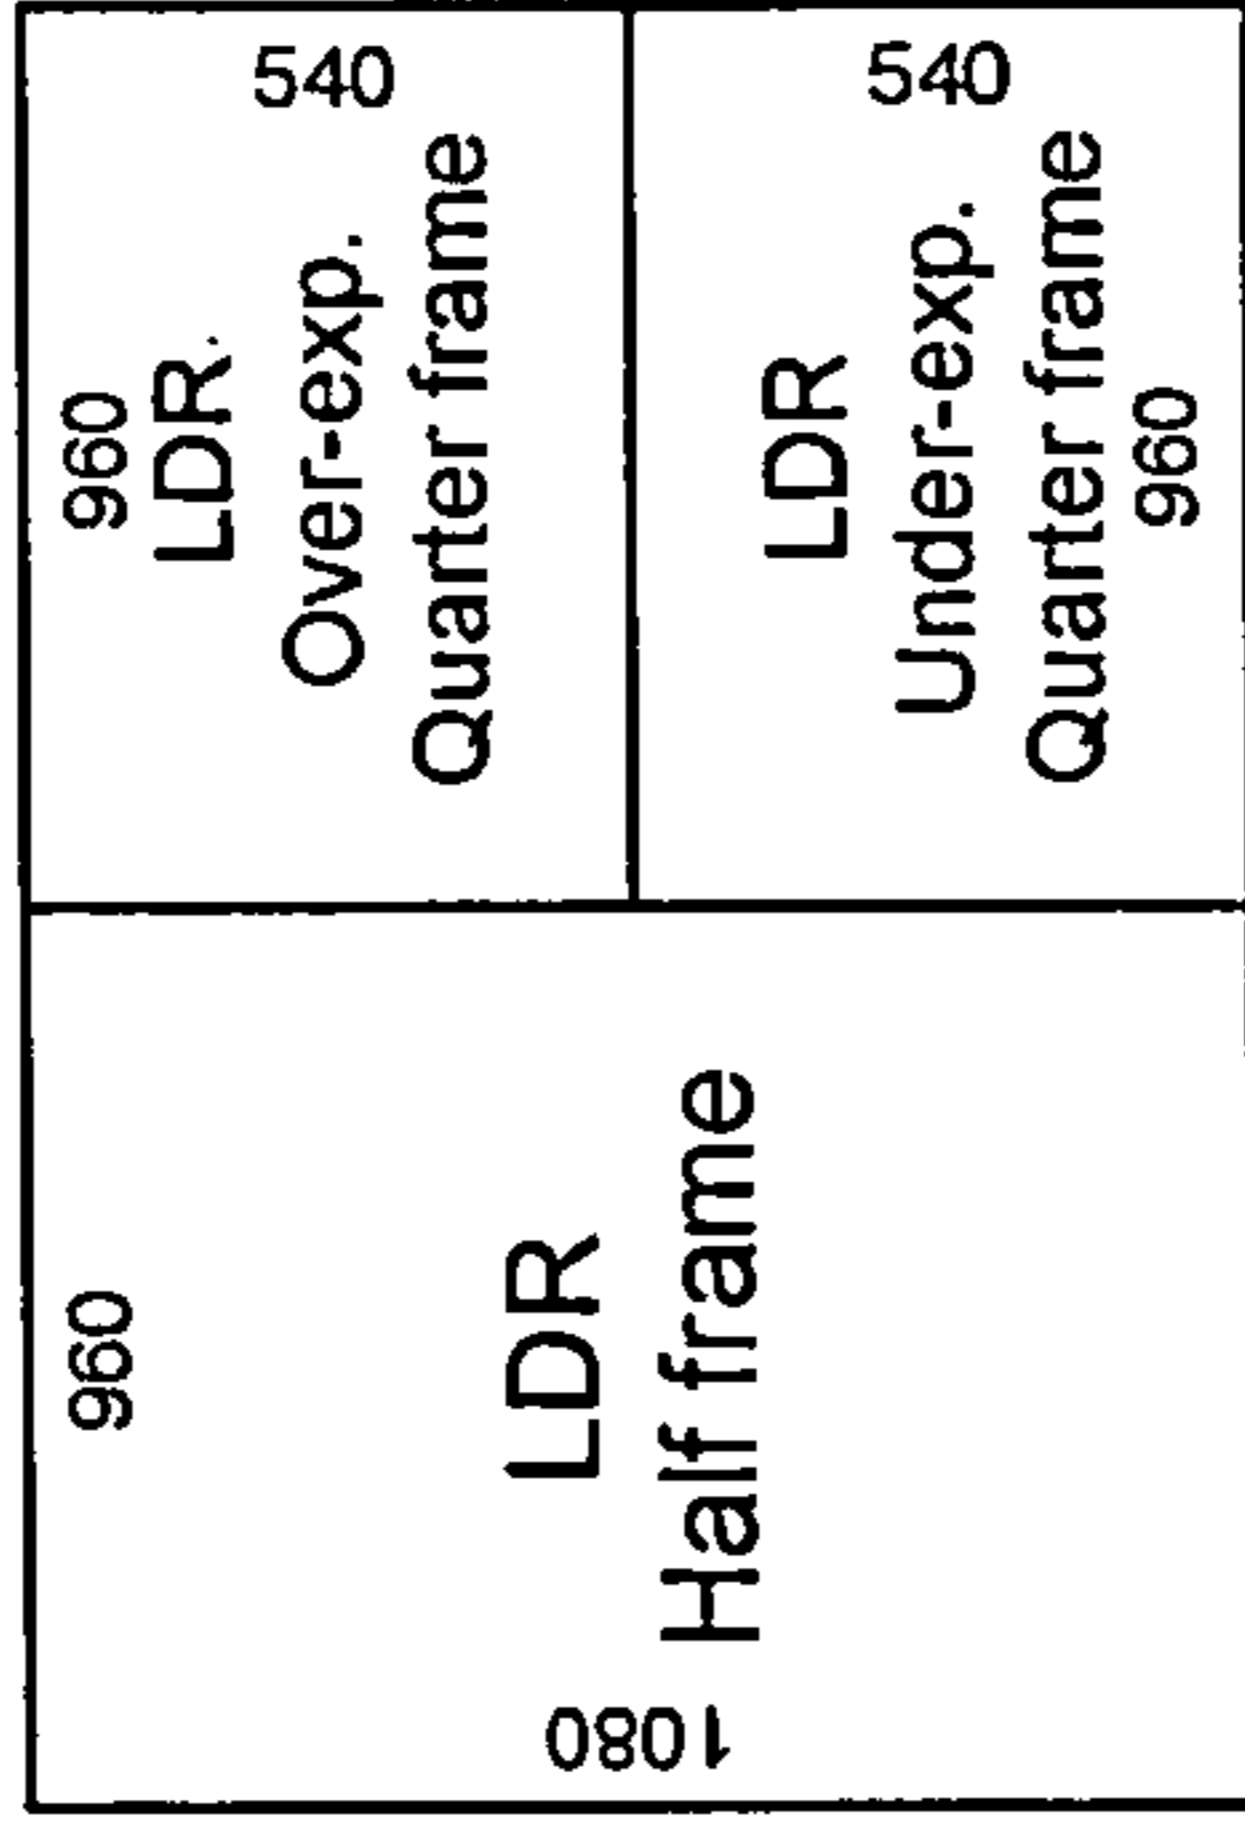 960
LDR
Half frame
1080
960
LDR.
Over-exp.
Quarter frame
540
LDR
Under-exp.
Quarter frame
960
540